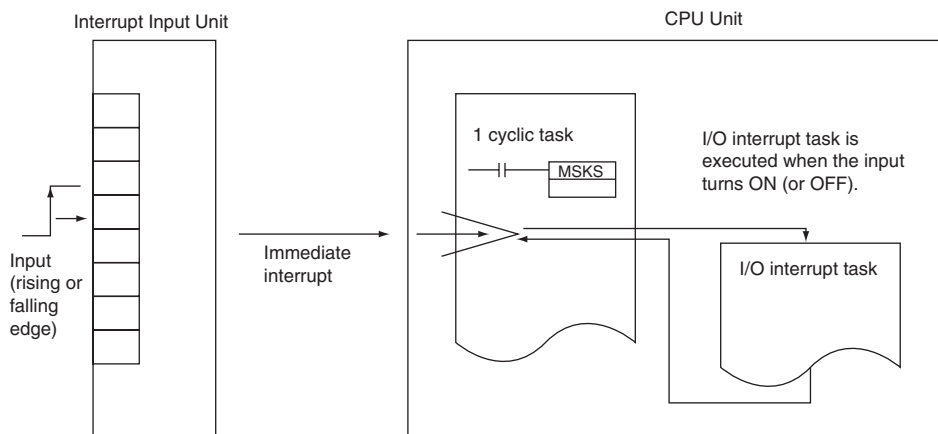 Interrupt Input Unit
CPU Unit
1 cyclic task
MSKS
I/O interrupt task is
executed when the input
turns ON (or OFF).
Input
(rising or
falling
edge)
Immediate
interrupt
I/O interrupt task